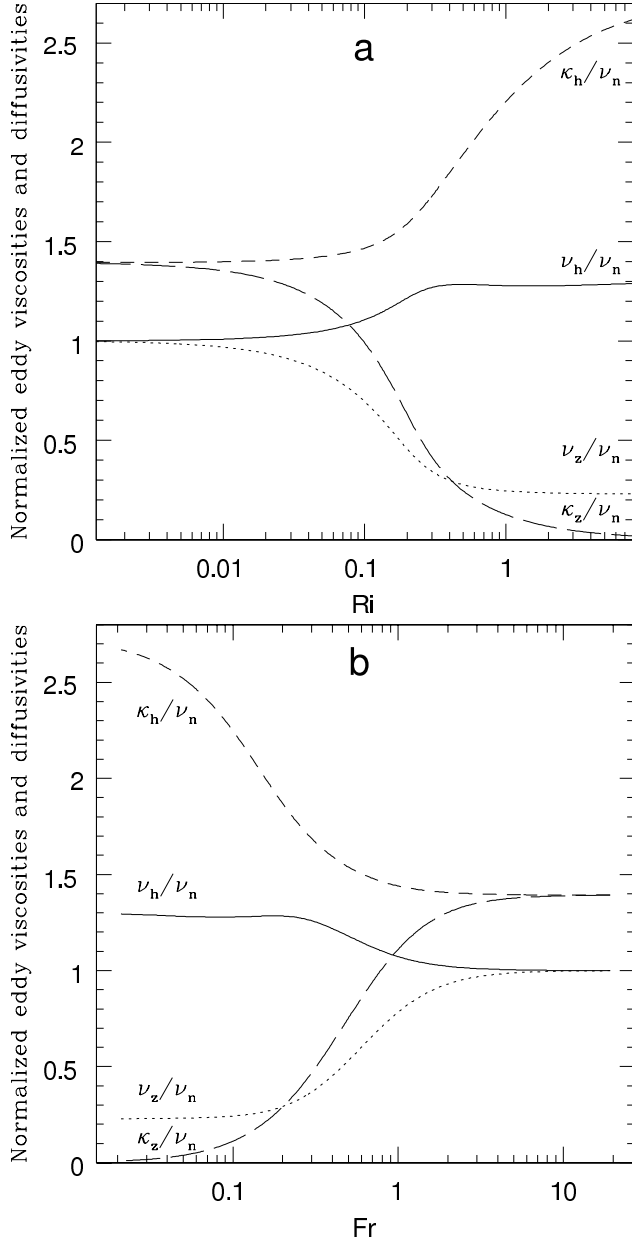 a
Normalized eddy viscosities and diffusivities
2.5
2
1.5
1
0.5
0
κh/νn
νh/νn
νz/νn
κz/νn
0.01 0.1 1
Ri
b
Normalized eddy viscosities and diffusivities
2.5
2
1.5
1
0.5
0
κh/νn
νh/νn
νz/νn
κz/νn
0.1 1 10
Fr